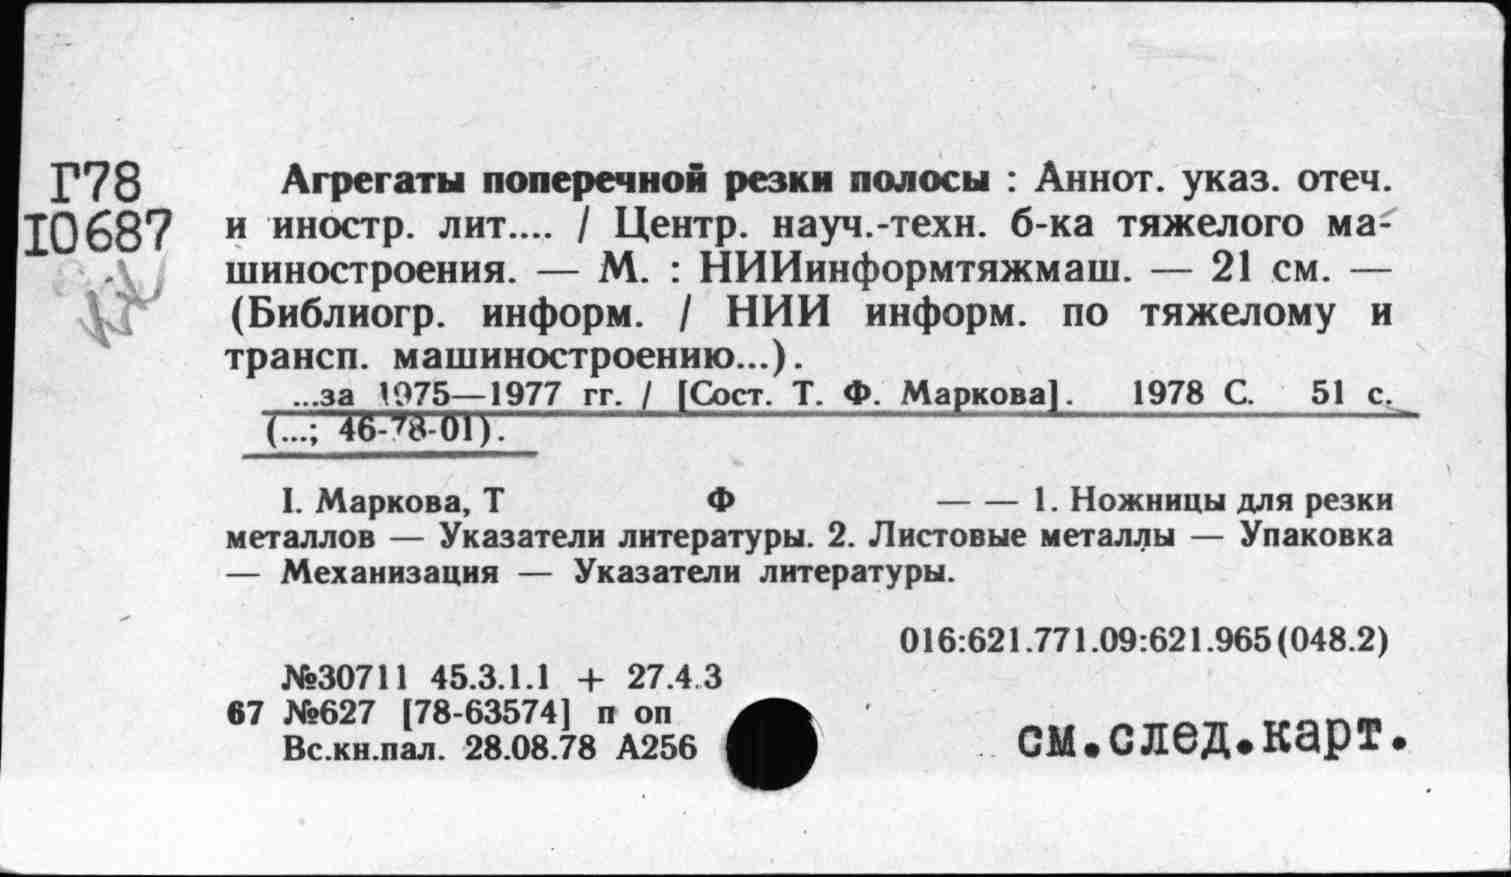 Г78
10687
Агрегаты поперечной резки полосы : Аннот. указ. отеч.
и иностр. лит.... / Центр. науч.-техн. б-ка тяжелого ма-
шиностроения. — М. : НИИинформтяжмаш. — 21 см. —
(Библиогр. информ. / НИИ информ. по тяжелому и
трансп. машиностроению...).
...за 1975—1977 гг. / [Сост. Т. Ф. Маркова]. 1978 С. 51 с.
(...; 46-78-01).
I. Маркова, Т Ф — — 1. Ножницы для резки
металлов — Указатели литературы. 2. Листовые металлы — Упаковка
— Механизация — Указатели литературы.
016:621.771.09:621.965(048.2)
№30711 45.3.1.1 + 27.4.3
67 №627 [78-63574] п оп
Вс.кн.пал. 28.08.78 А256
см.след.карт.